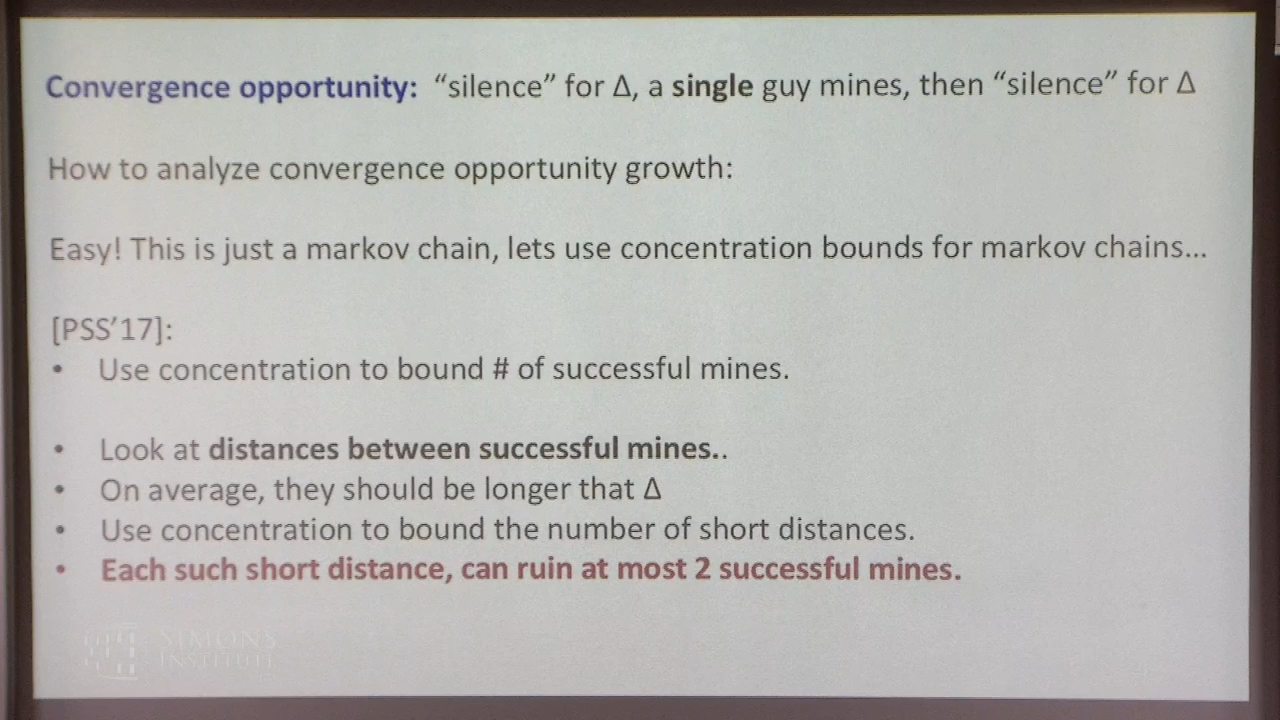 Convergence opportunity: “silence” for Δ, a single guy mines, then “silence” for Δ
How to analyze convergence opportunity growth:
Easy! This is just a markov chain, lets use concentration bounds for markov chains...
[PSS’17]:
• Use concentration to bound # of successful mines.
• Look at distances between successful mines..
• On average, they should be longer that Δ
• Use concentration to bound the number of short distances.
• Each such short distance, can ruin at most 2 successful mines.
SIMONS
INSTITUTE